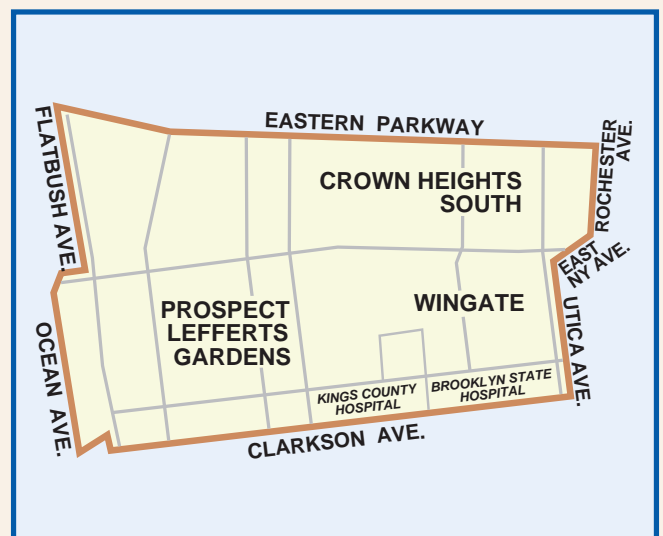 EASTERN PARKWAY
FLATBUSH AVE.
ROCHESTER
AVE.
CROWN HEIGHTS
SOUTH
EAST
NY AVE.
PROSPECT
LEFFERTS
GARDENS
WINGATE
OCEAN AVE.
UTICA AVE.
KINGS COUNTY
HOSPITAL
BROOKLYN STATE
HOSPITAL
CLARKSON AVE.